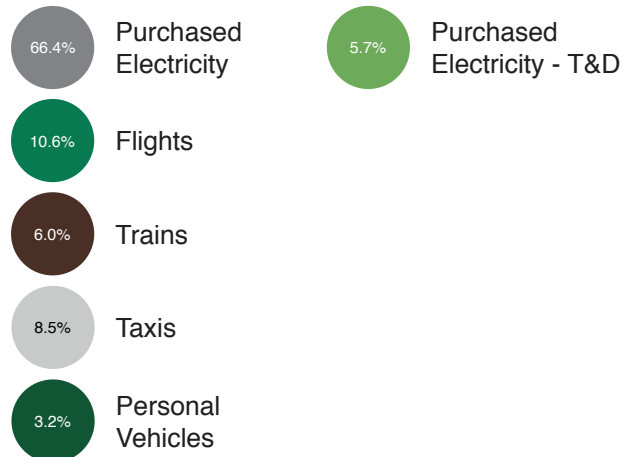 66.4%
Purchased
Electricity
5.7%
Purchased
Electricity - T&D
10.6%
Flights
6.0%
Trains
8.5%
Taxis
3.2%
Personal
Vehicles